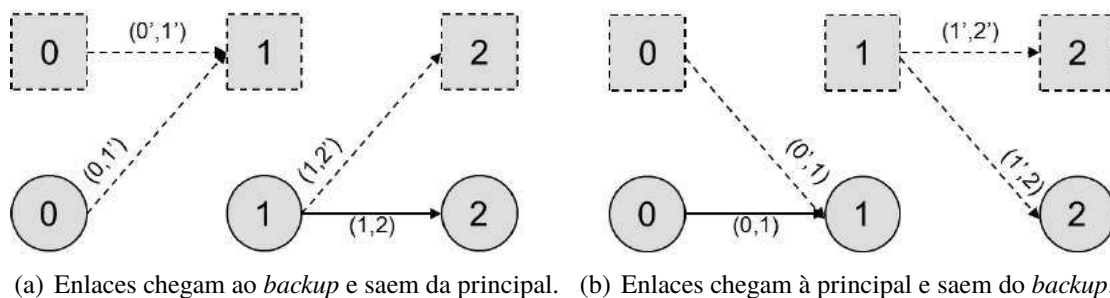 (0',1')
0 1 2
(0,1')
(1,2')
0 1 2
(1,2)
(1',2')
0 1 2
(0',1)
(1',2)
0 1 2
(0,1)
(a) Enlaces chegam ao backup e saem da principal. (b) Enlaces chegam à principal e saem do backup.